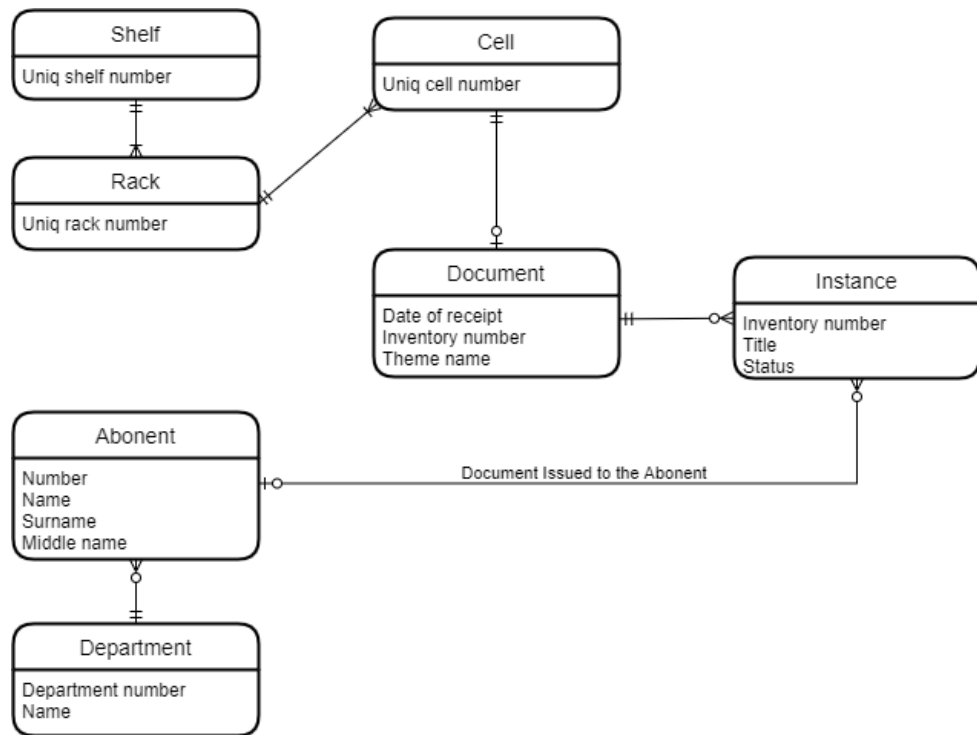 Shelf
Uniq shelf number
Cell
Uniq cell number
Rack
Uniq rack number
Document
Date of receipt
Inventory number
Theme name
Instance
Inventory number
Title
Status
Abonent
Number
Name
Surname
Middle name
Document Issued to the Abonent
Department
Department number
Name